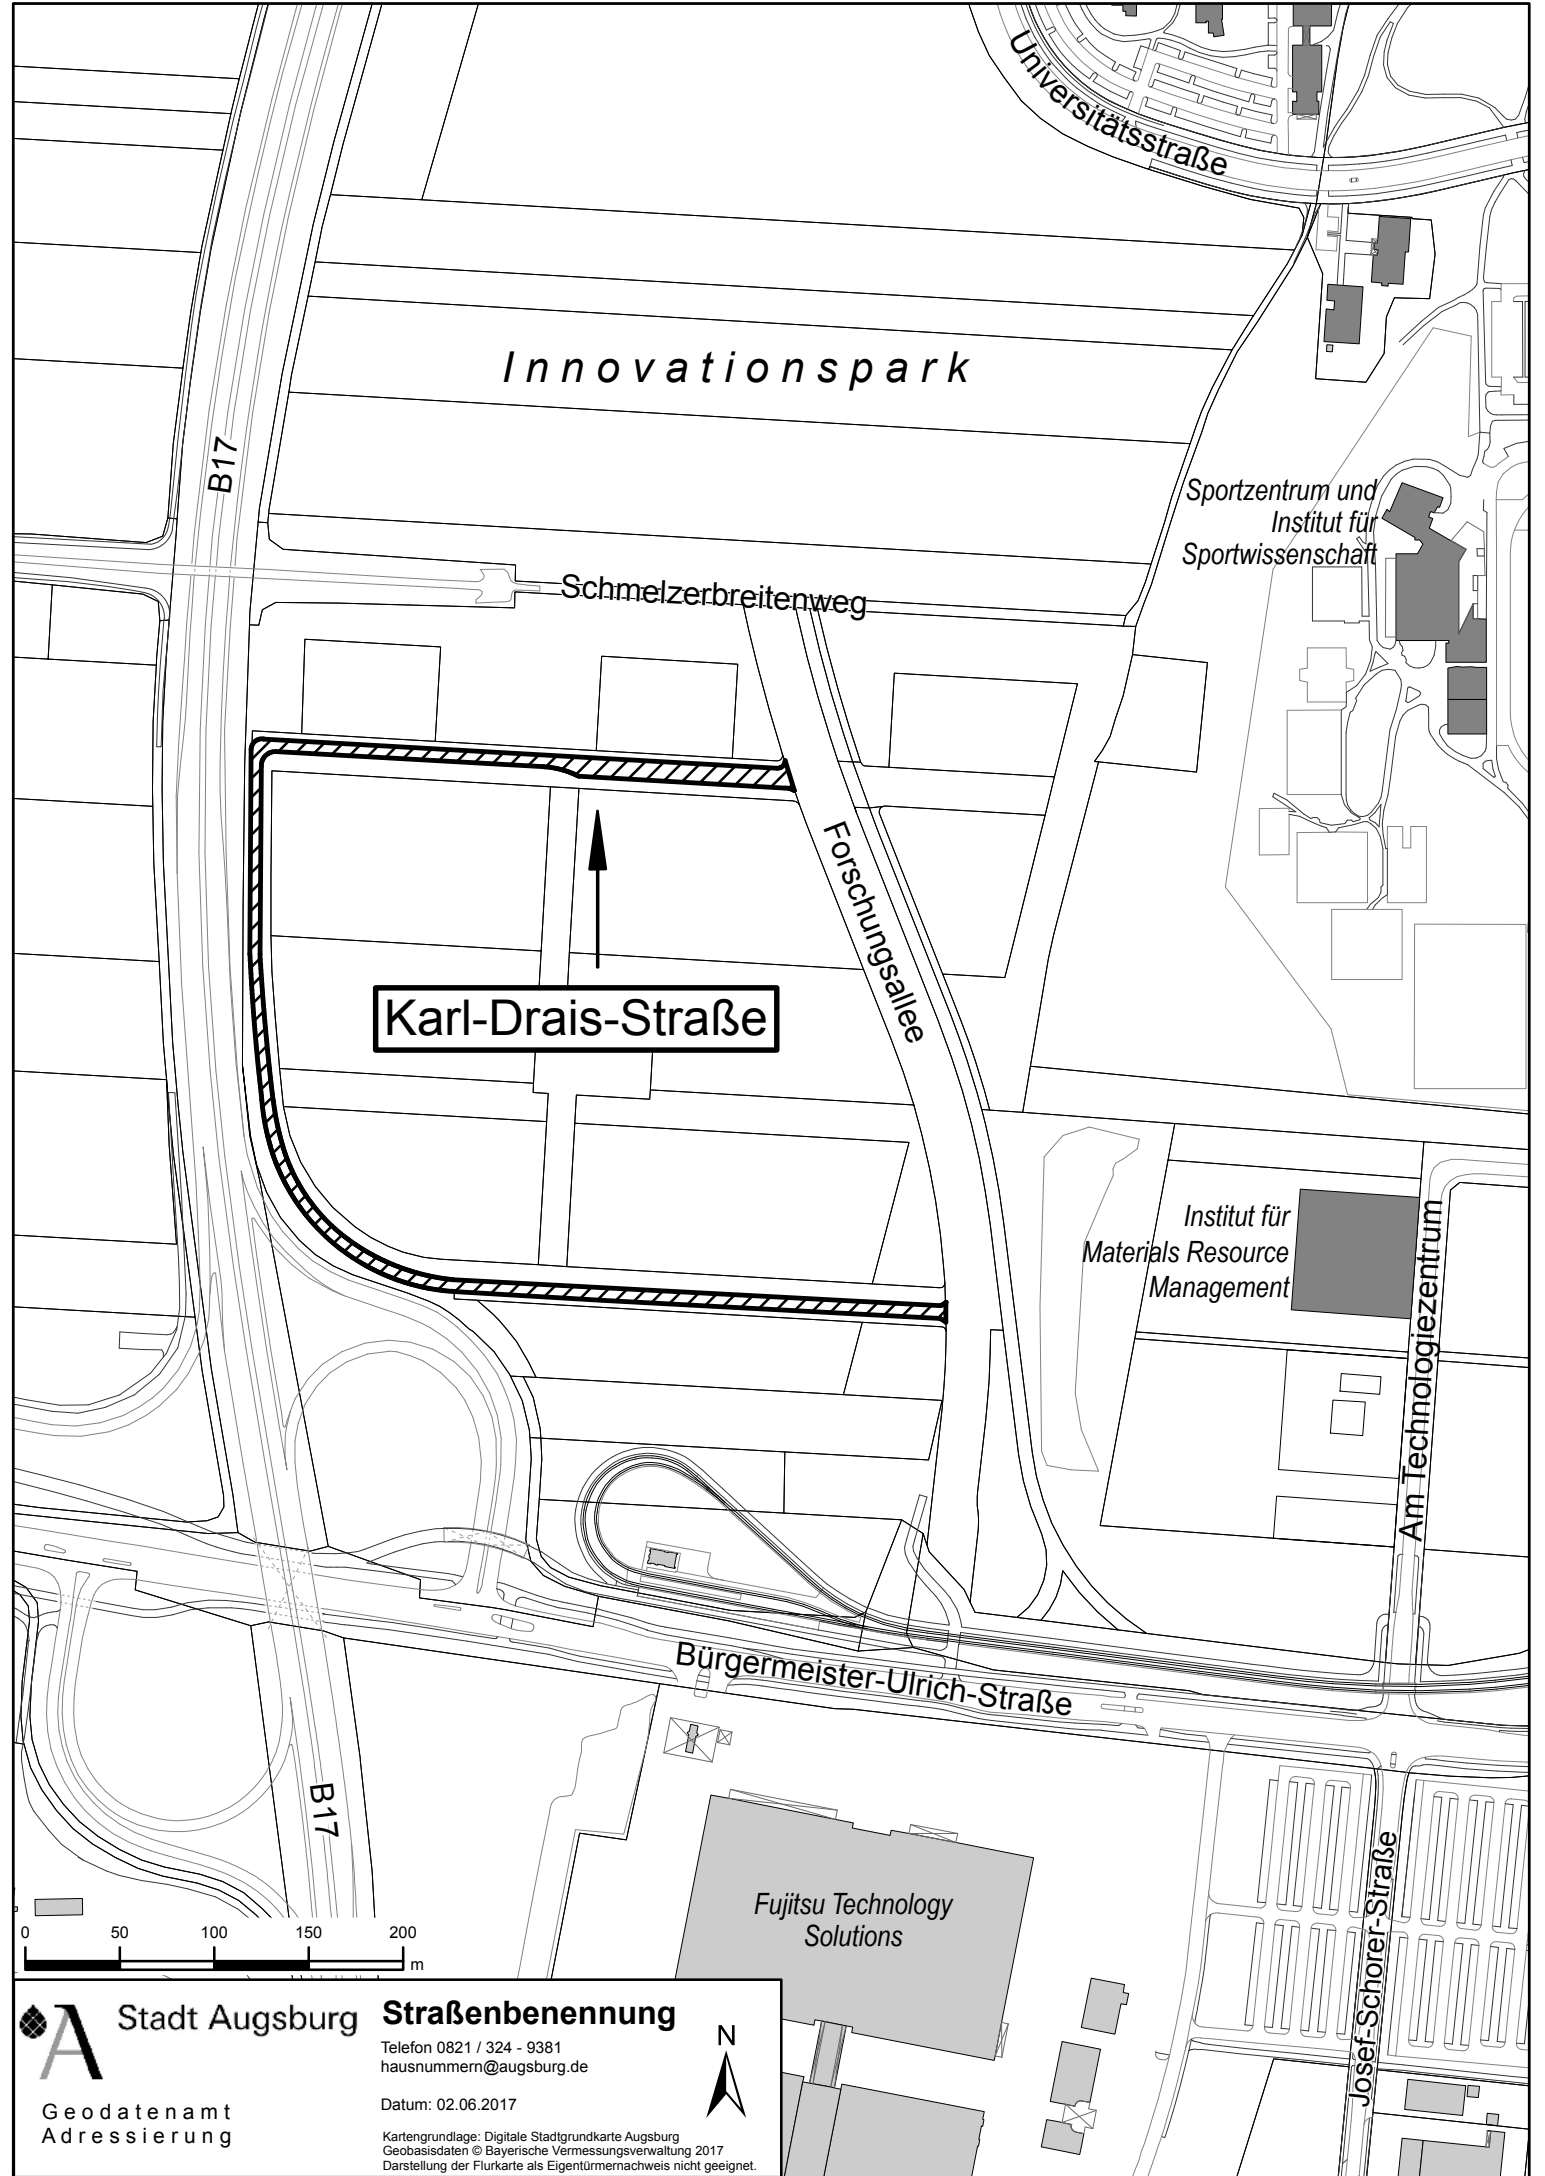 Universitätsstraße
Innovationspark
B17
Sportzentrum und
Institut für
Sportwissenschaft
Schmelzerbreitenweg
Forschungsallee
Karl-Drais-Straße
Institut für
Materials Resource
Management
Am Technologiezentrum
Bürgermeister-Ulrich-Straße
B17
Fujitsu Technology
Solutions
Josef-Schorer-Straße
0 50 100 150 200
m
A Stadt Augsburg
Geodatenamt
Adressierung
Straßenbenennung
Telefon 0821 / 324 - 9381
hausnummern@augsburg.de
Datum: 02.06.2017
Kartengrundlage: Digitale Stadtgrundkarte Augsburg
Geobasisdaten © Bayerische Vermessungsverwaltung 2017
Darstellung der Flurkarte als Eigentürmernachweis nicht geeignet.
N